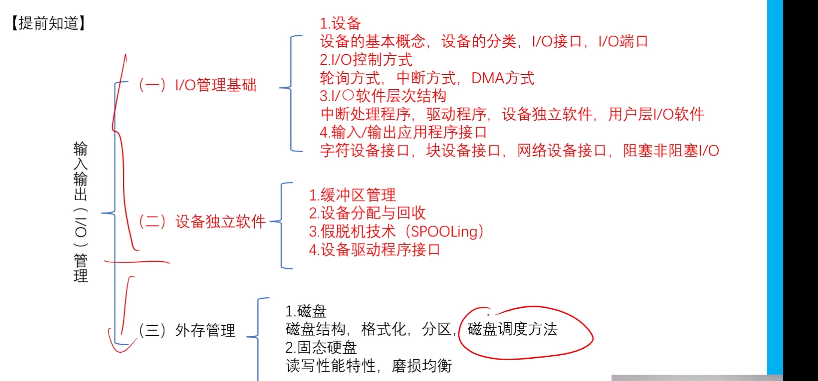 【提前知道】
输入输出（I/O）管理
（一）I/O管理基础
1.设备
设备的基本概念，设备的分类，I/O接口，I/O端口
2.I/O控制方式
轮询方式，中断方式，DMA方式
3.I/O软件层次结构
中断处理程序，驱动程序，设备独立软件，用户层I/O软件
4.输入/输出应用程序接口
字符设备接口，块设备接口，网络设备接口，阻塞非阻塞I/O
（二）设备独立软件
1.缓冲区管理
2.设备分配与回收
3.假脱机技术（SPOOLing）
4.设备驱动程序接口
（三）外存管理
1.磁盘
磁盘结构，格式化，分区，磁盘调度方法
2.固态硬盘
读写性能特性，磨损均衡